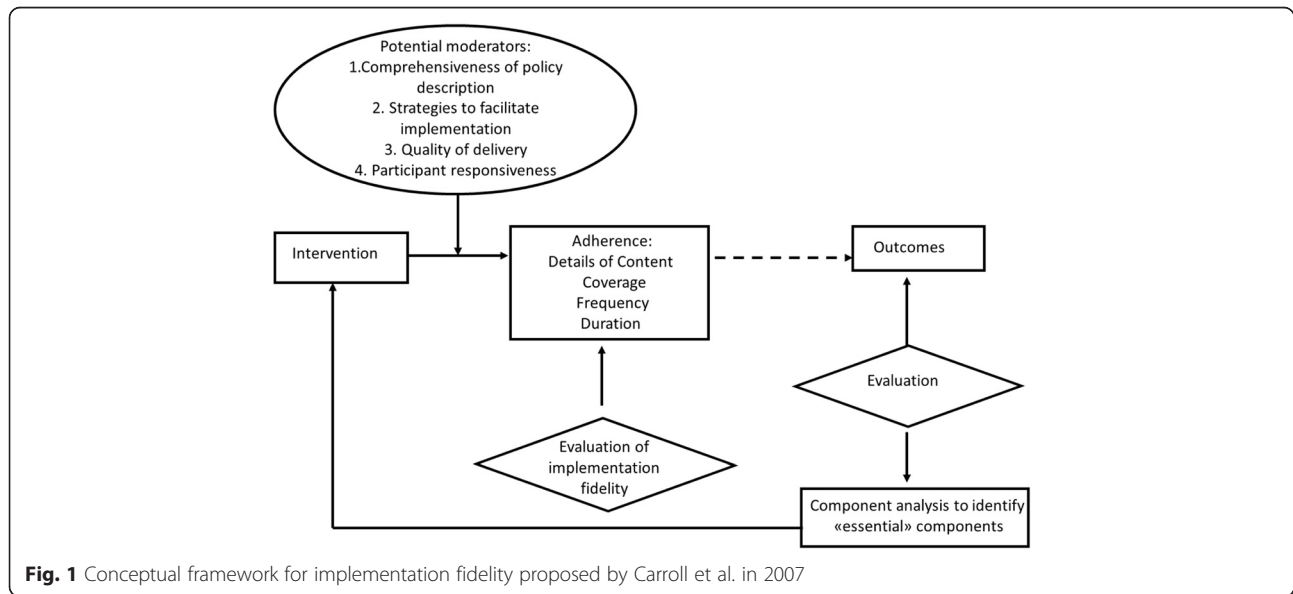 Potential moderators:
1.Comprehensiveness of policy
description
2. Strategies to facilitate
implementation
3. Quality of delivery
4. Participant responsiveness
Intervention
Adherence:
Details of Content
Coverage
Frequency
Duration
Outcomes
Evaluation
Evaluation of
implementation
fidelity
Component analysis to identify
«essential» components
Fig. 1 Conceptual framework for implementation fidelity proposed by Carroll et al. in 2007